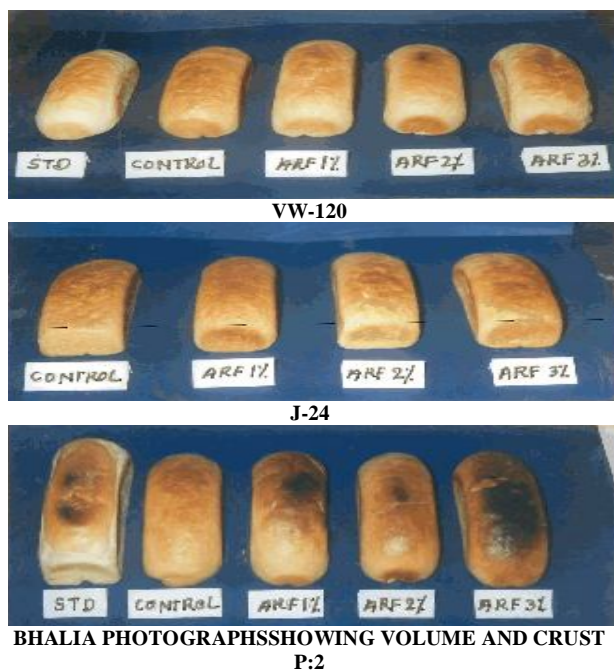 STD CONTROL ARF 1% ARF 2% ARF 3%
VW-120
CONTROL ARF 1% ARF 2% ARF 3%
J-24
STD CONTROL ARF 1% ARF 2% ARF 3%
BHALIA PHOTOGRAPHSSHOWING VOLUME AND CRUST
P:2